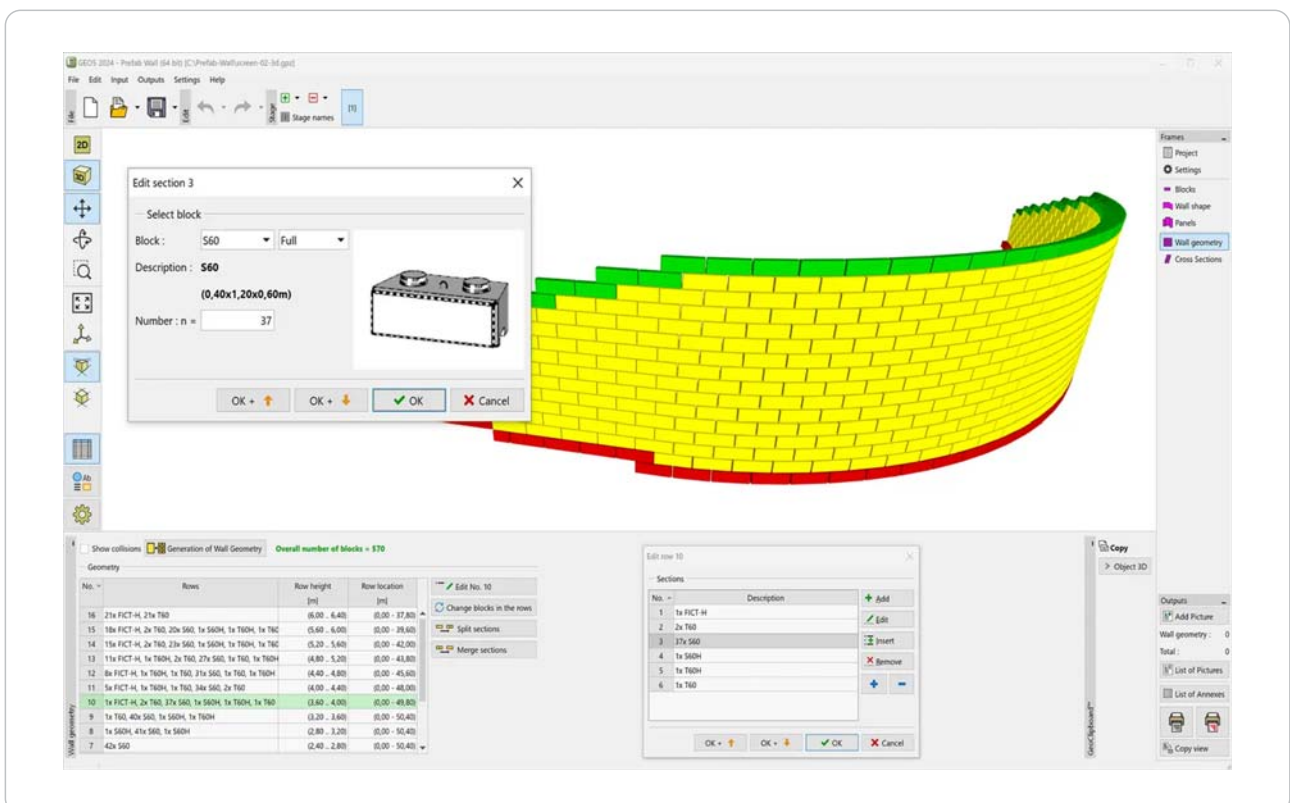 GEO5 2024 - Prefab Wall (64 bit) [C:\Prefab-Wall\screen-02-3d.gpz]
File Edit Input Outputs Settings Help
File
Edit
Stage
Stage names
[1]
2D
3D
Edit section 3
Select block
Block : S60 Full
Description : S60
(0,40x1,20x0,60m)
Number : n = 37
OK + OK + OK Cancel
Frames
Project
Settings
Blocks
Wall shape
Panels
Wall geometry
Cross Sections
Show collisions Generation of Wall Geometry Overall number of blocks = 570
Geometry
No. Rows Row height Row location
[m] [m]
16 21x FICT-H, 21x T60 (6,00 .. 6,40) (0,00 - 37,80)
15 18x FICT-H, 2x T60, 20x S60, 1x S60H, 1x T60H, 1x T60 (5,60 .. 6,00) (0,00 - 39,60)
14 15x FICT-H, 2x T60, 23x S60, 1x S60H, 1x T60H, 1x T60 (5,20 .. 5,60) (0,00 - 42,00)
13 11x FICT-H, 1x T60H, 2x T60, 27x S60, 1x T60, 1x T60H (4,80 .. 5,20) (0,00 - 43,80)
12 8x FICT-H, 1x T60H, 1x T60, 31x S60, 1x T60, 1x T60H (4,40 .. 4,80) (0,00 - 45,60)
11 5x FICT-H, 1x T60H, 1x T60, 34x S60, 2x T60 (4,00 .. 4,40) (0,00 - 48,00)
10 1x FICT-H, 2x T60, 37x S60, 1x S60H, 1x T60H, 1x T60 (3,60 .. 4,00) (0,00 - 49,80)
9 1x T60, 40x S60, 1x S60H, 1x T60H (3,20 .. 3,60) (0,00 - 50,40)
8 1x S60H, 41x S60, 1x S60H (2,80 .. 3,20) (0,00 - 50,40)
7 42x S60 (2,40 .. 2,80) (0,00 - 50,40)
Wall geometry
Edit No. 10
Change blocks in the rows
Split sections
Merge sections
Edit row 10
Sections
No. Description
1 1x FICT-H
2 2x T60
3 37x S60
4 1x S60H
5 1x T60H
6 1x T60
Add
Edit
Insert
Remove
OK + OK + OK Cancel
Copy
Object 3D
GeoClipboard™
Outputs
Add Picture
Wall geometry : 0
Total : 0
List of Pictures
List of Annexes
Copy view